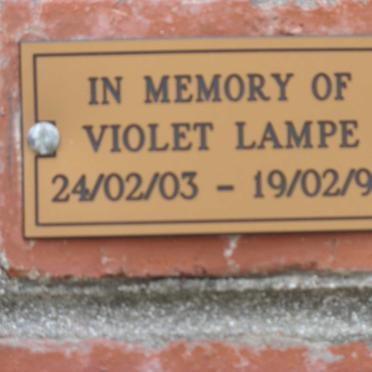 IN MEMORY OF
VIOLET LAMPE
24/02/03 - 19/02/9